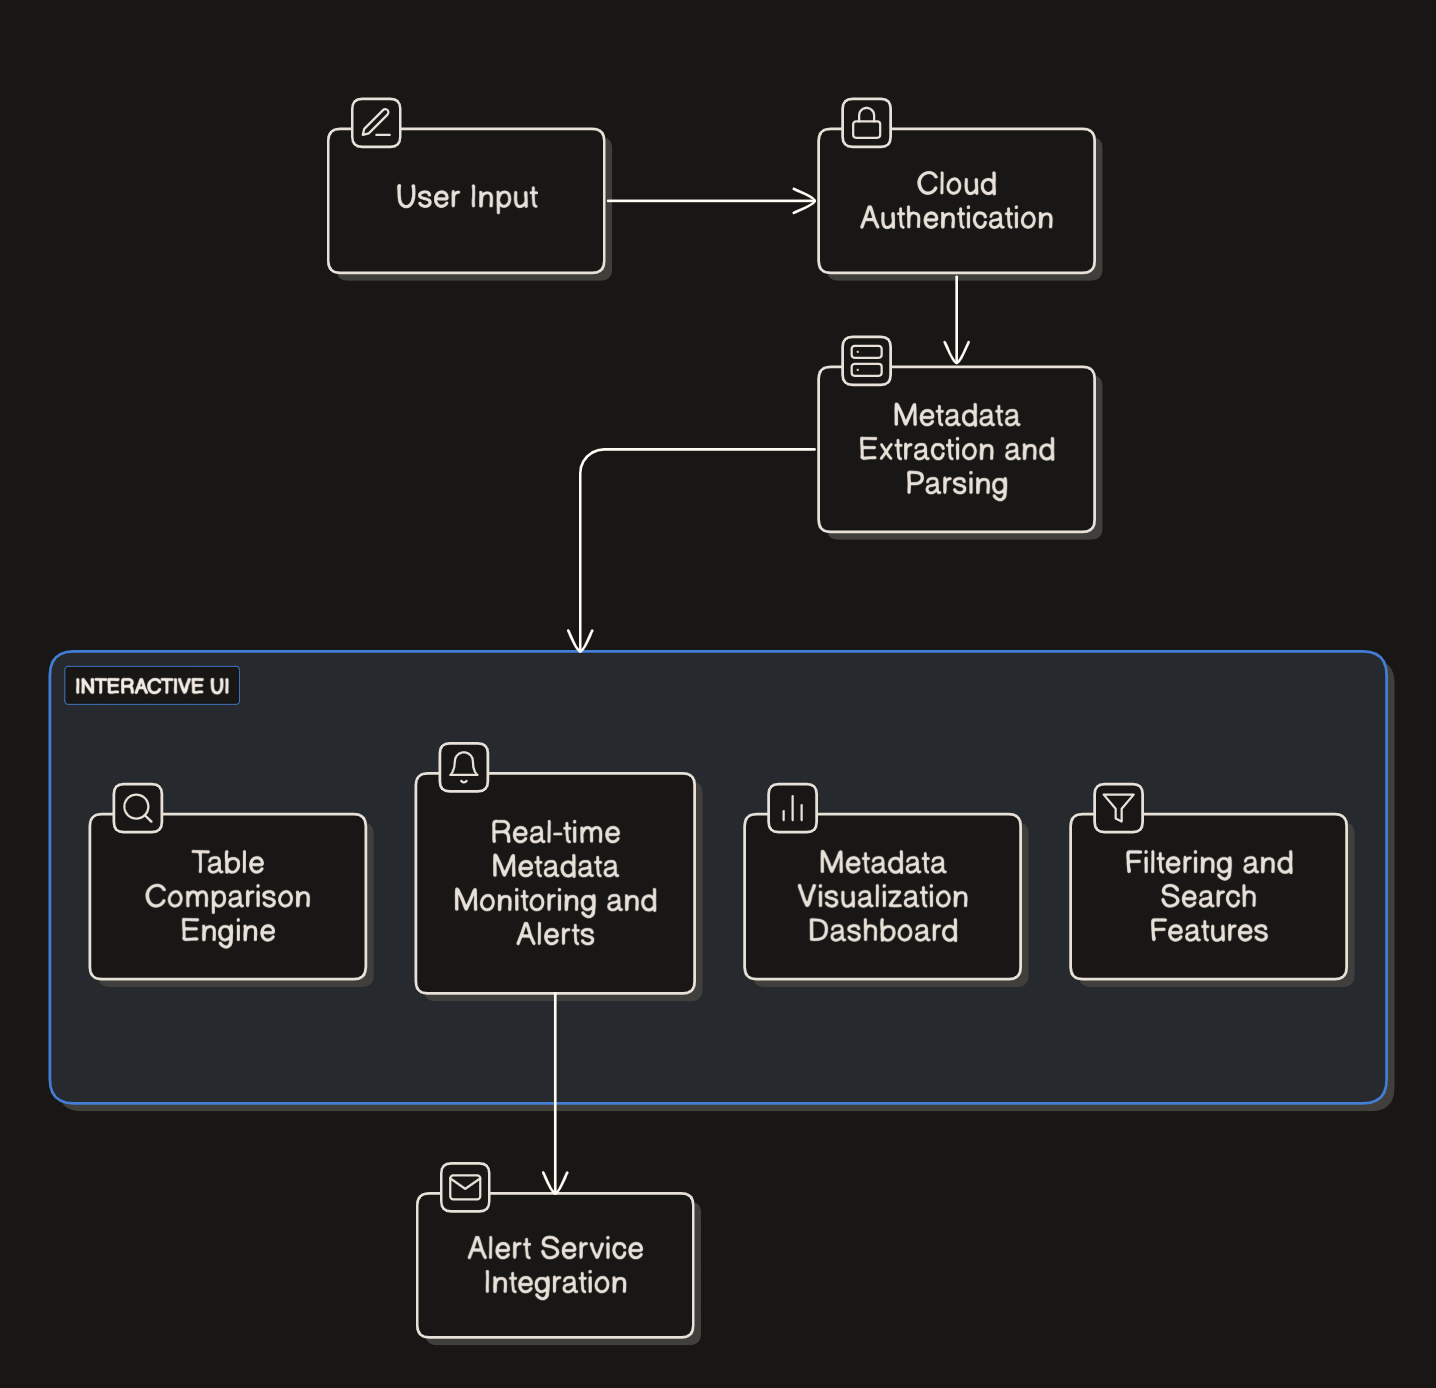 User Input
Cloud
Authentication
Metadata
Extraction and
Parsing
INTERACTIVE UI
Table
Comparison
Engine
Real-time
Metadata
Monitoring and
Alerts
Metadata
Visualization
Dashboard
Filtering and
Search
Features
Alert Service
Integration